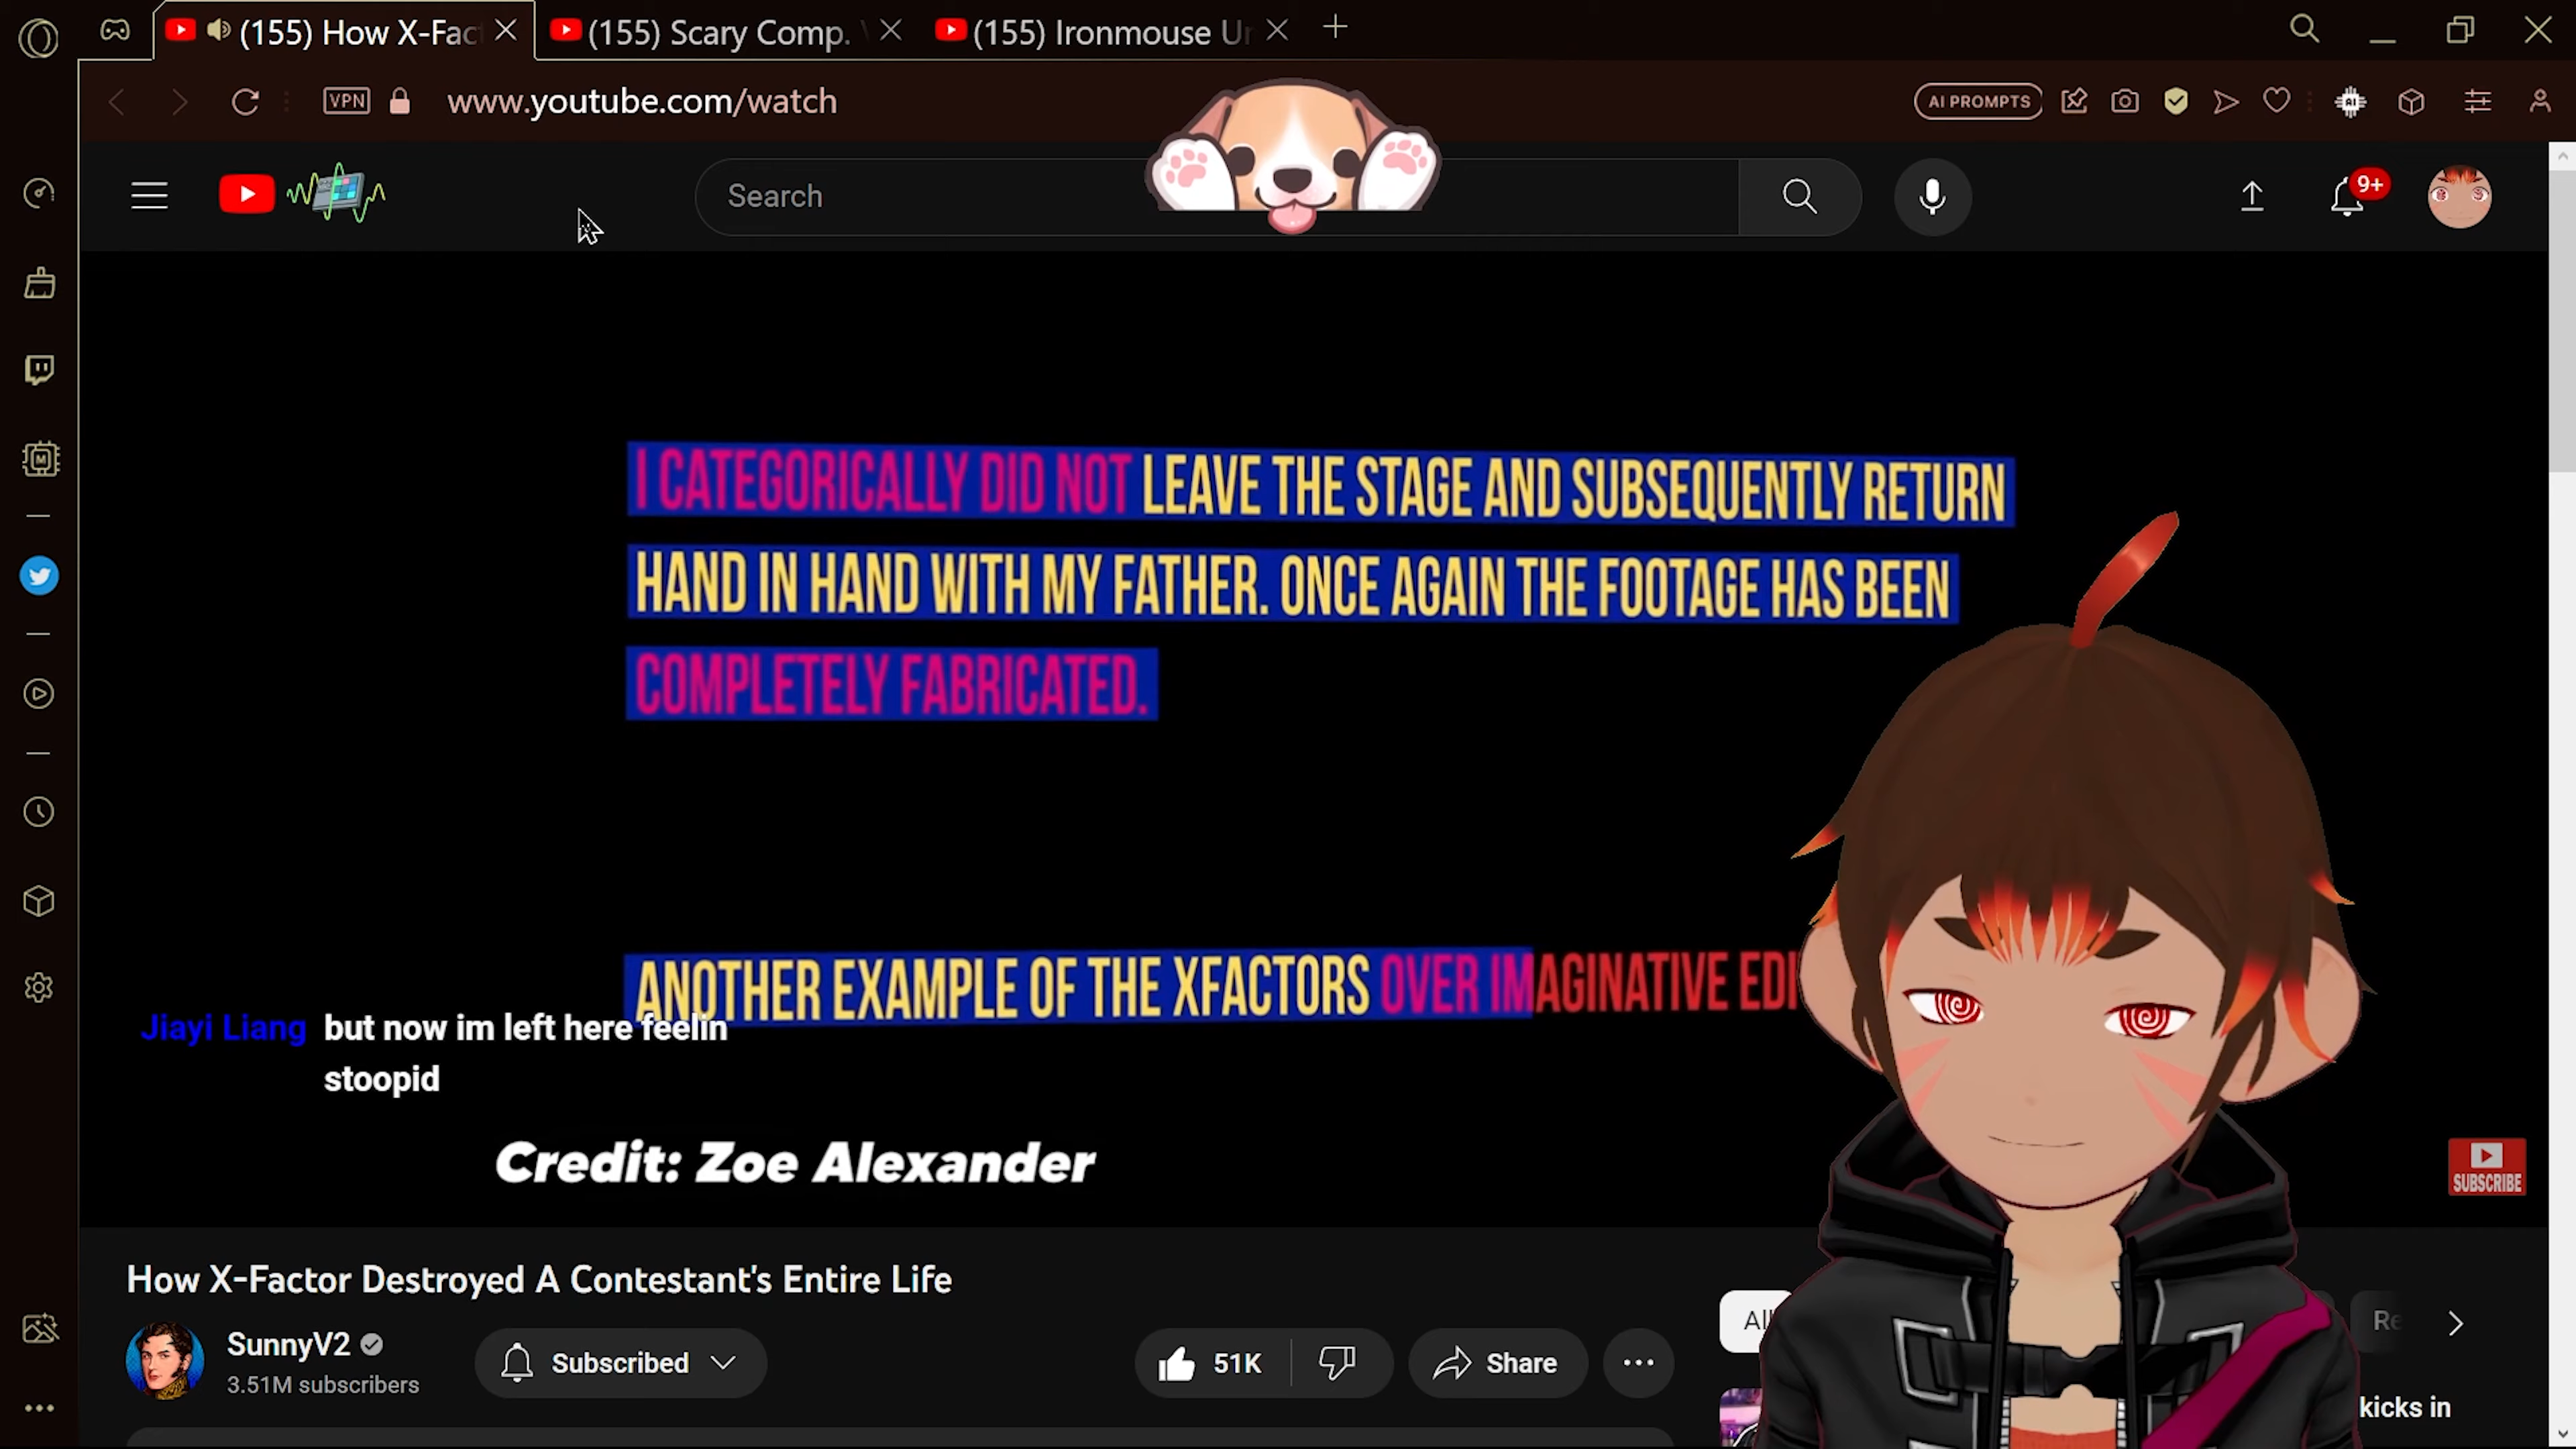 (155) How X-Fac
(155) Scary Comp.
(155) Ironmouse Ur
VPN
www.youtube.com/watch
AI PROMPTS
AI
Search
9+
M
I CATEGORICALLY DID NOT LEAVE THE STAGE AND SUBSEQUENTLY RETURN
HAND IN HAND WITH MY FATHER. ONCE AGAIN THE FOOTAGE HAS BEEN
COMPLETELY FABRICATED.
ANOTHER EXAMPLE OF THE XFACTORS OVER IMAGINATIVE EDI
Jiayi Liang but now im left here feelin
stoopid
Credit: Zoe Alexander
SUBSCRIBE
How X-Factor Destroyed A Contestant's Entire Life
SunnyV2
3.51M subscribers
Subscribed
51K
Share
All
Re
kicks in